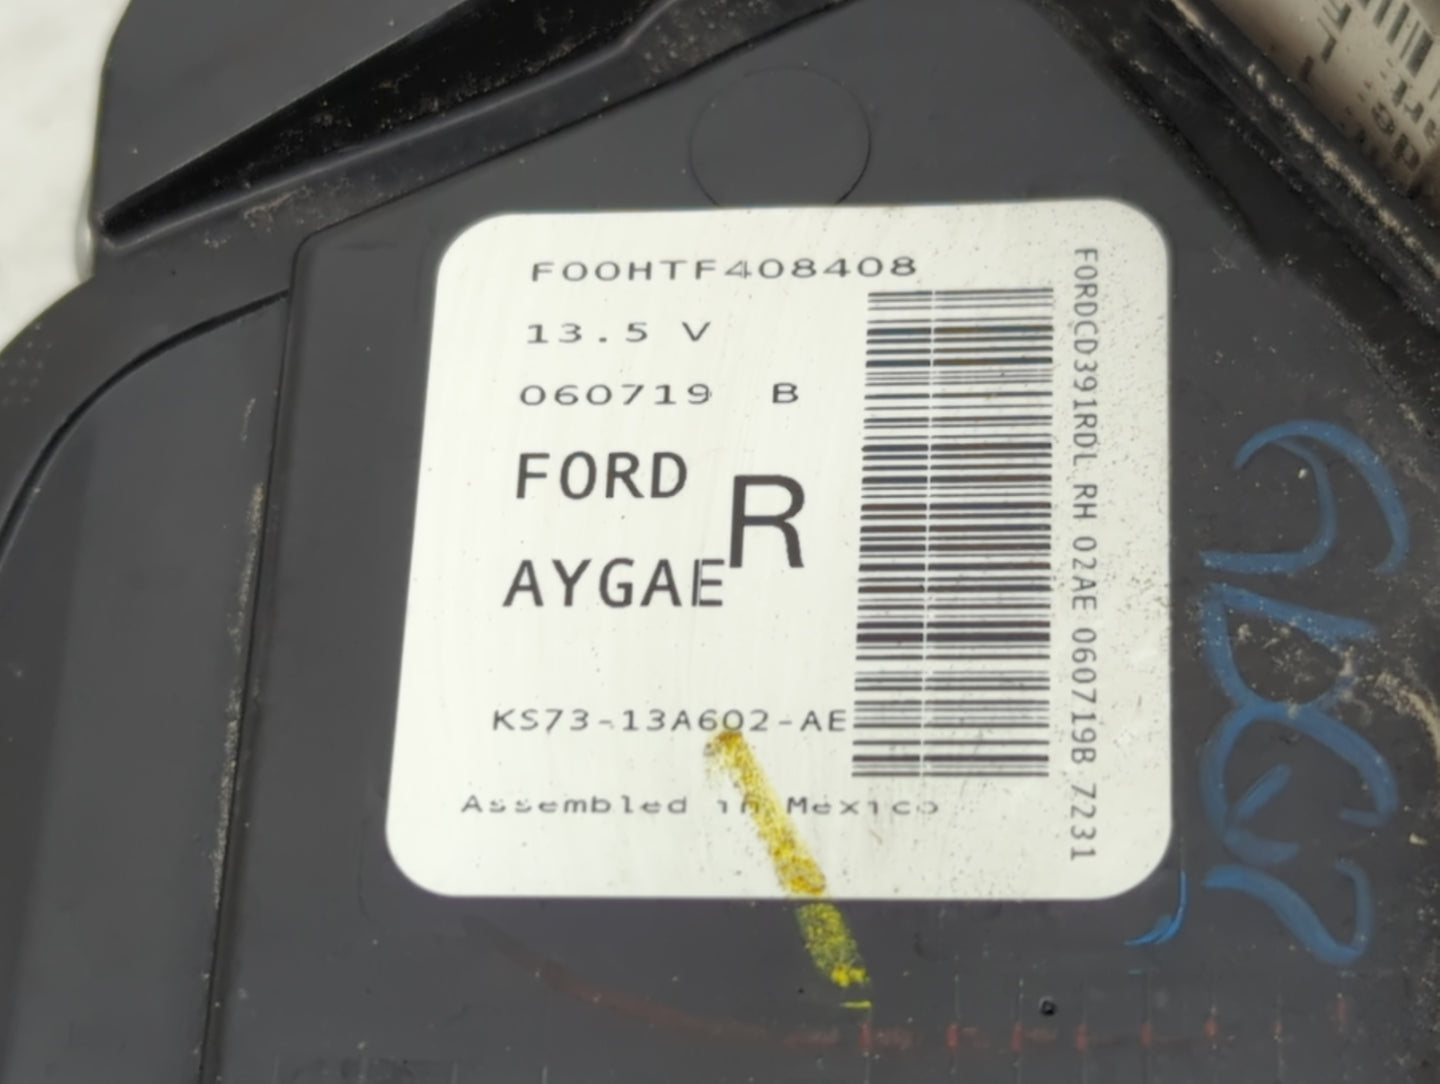 F00HTF408408
13.5 V
060719 B
FORD
R
AYGAE
KS73-13A602-AE
Assembled in Mexico
FORDCD391RDL RH 02AE 060719B 7231